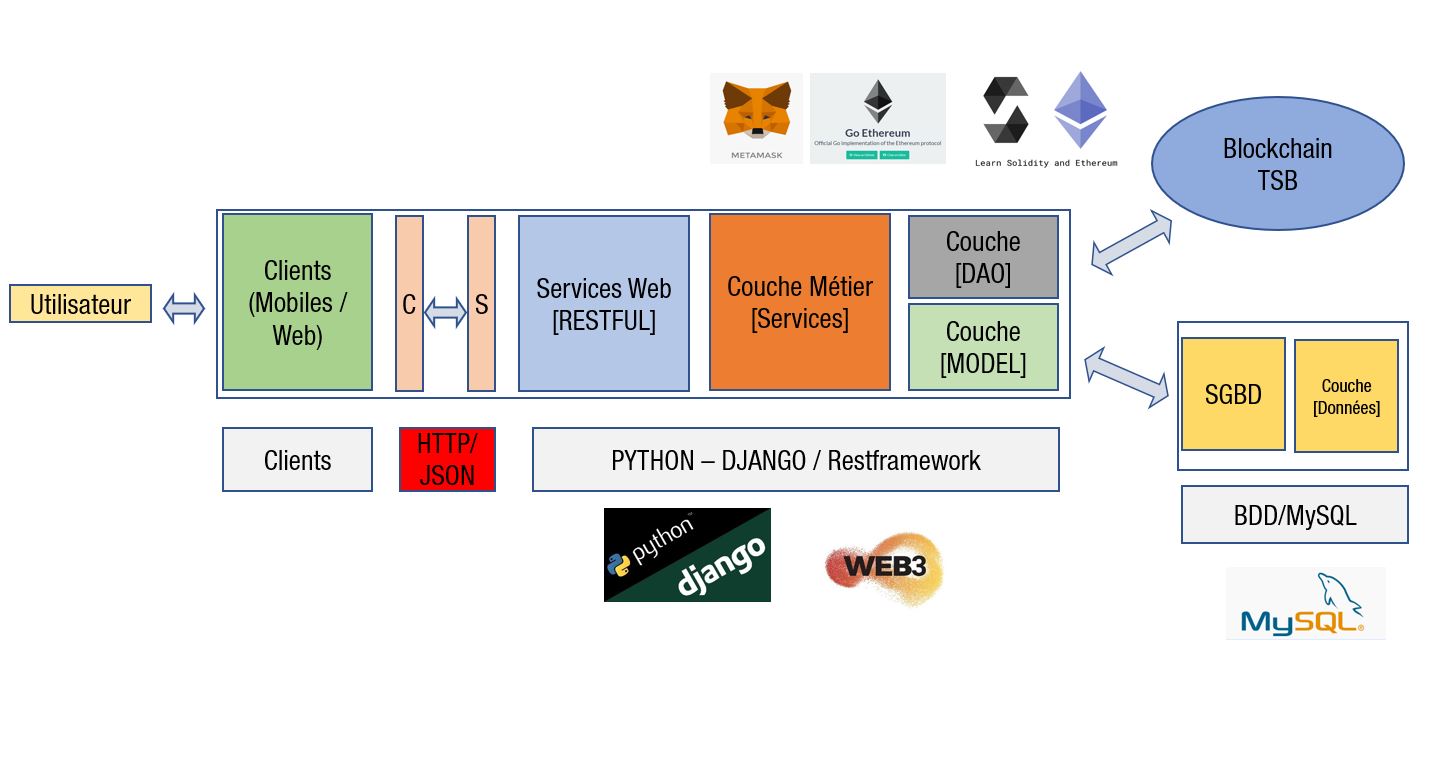 METAMASK
Go Ethereum
Official Go implementation of the Ethereum protocol
Learn Solidity and Ethereum
Blockchain
TSB
Utilisateur
Clients
(Mobiles /
Web)
C
S
Services Web
[RESTFUL]
Couche Métier
[Services]
Couche
[DAO]
Couche
[MODEL]
SGBD
Couche
[Données]
Clients
HTTP/
JSON
PYTHON – DJANGO / Restframework
BDD/MySQL
python
django
WEB3
MySQL®